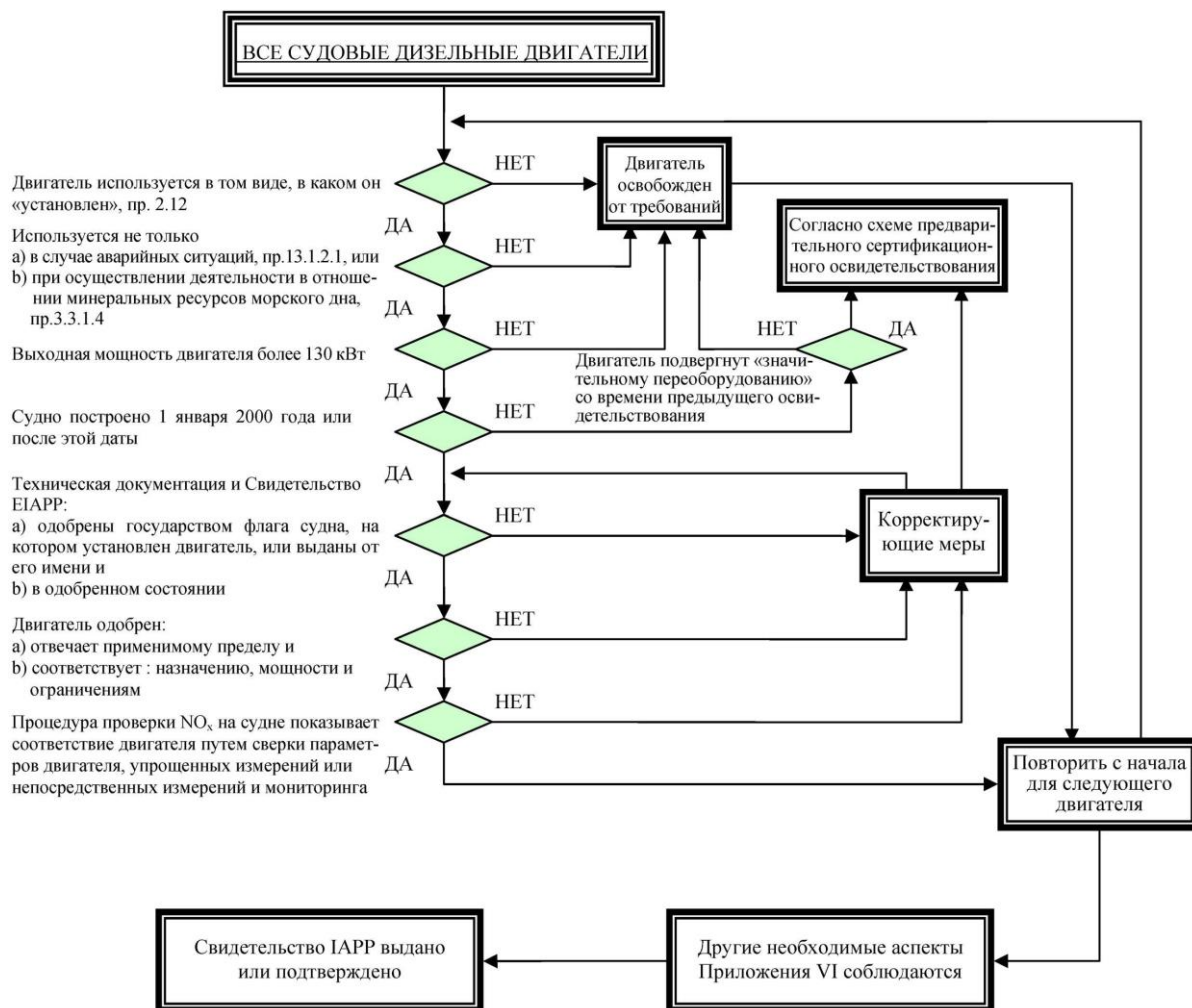 ВСЕ СУДОВЫЕ ДИЗЕЛЬНЫЕ ДВИГАТЕЛИ
Двигатель используется в том виде, в каком он
«установлен», пр. 2.12
НЕТ
ДА
Двигатель
освобожден
от требований
Согласно схеме предвари-
тельного сертификацион-
ного освидетельствования
Используется не только
a) в случае аварийных ситуаций, пр.13.1.2.1, или
b) при осуществлении деятельности в отноше-
нии минеральных ресурсов морского дна,
пр.3.3.1.4
НЕТ
ДА
Выходная мощность двигателя более 130 кВт
НЕТ
ДА
НЕТ
ДА
Двигатель подвергнут «значи-
тельному переоборудованию»
со времени предыдущего осви-
детельствования
Судно построено 1 января 2000 года или
после этой даты
НЕТ
ДА
Техническая документация и Свидетельство
EIAPP:
a) одобрены государством флага судна, на
котором установлен двигатель, или выданы от
его имени и
b) в одобренном состоянии
НЕТ
ДА
Корректиру-
ющие меры
Двигатель одобрен:
a) отвечает применимому пределу и
b) соответствует : назначению, мощности и
ограничениям
НЕТ
ДА
Процедура проверки NOx на судне показывает
соответствие двигателя путем сверки парамет-
ров двигателя, упрощенных измерений или
непосредственных измерений и мониторинга
НЕТ
ДА
Повторить с начала
для следующего
двигателя
Свидетельство IAPP выдано
или подтверждено
Другие необходимые аспекты
Приложения VI соблюдаются